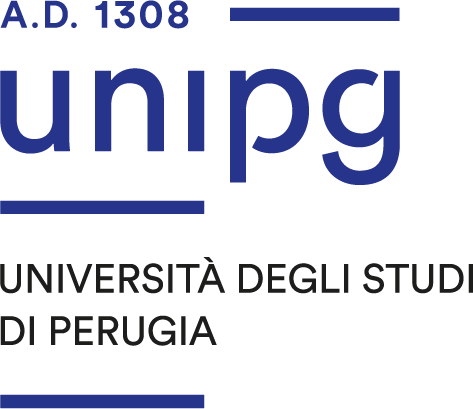 A.D. 1308
unipg
UNIVERSITÀ DEGLI STUDI
DI PERUGIA